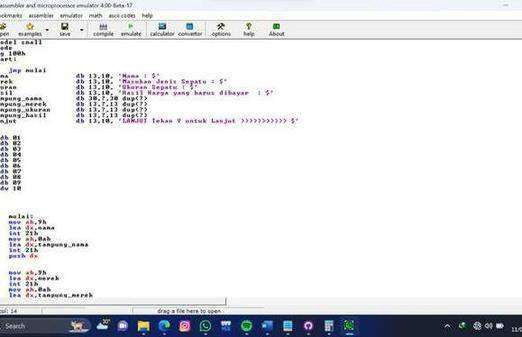 assembler and microprocessor emulator 4.00-Beta-17
okmarks assembler emulator math ascii codes help
open examples save compile emulate calculator convertor options help About
odel small
ode
g 100h
art:
jmp mulai
ma db 13,10, 'Nama : $'
rek db 13,10, 'Masukan Jenis Sepatu : $'
uran db 13,10, 'Ukuran Sepatu : $'
sil db 13,10, 'Hasil Harga yang harus dibayar : $'
mpung_nama db 30,?,30 dup(?)
mpung_merek db 13,?,13 dup(?)
mpung_ukuran db 13,?,13 dup(?)
mpung_hasil db 13,?,13 dup(?)
njut db 13,10, 'LANJUT Tekan Y untuk Lanjut >>>>>>>>>>> $'
db 01
db 02
db 03
db 04
db 05
db 06
db 07
db 08
db 09
dw 10
mulai:
mov ah,9h
lea dx,nama
int 21h
mov ah,0ah
lea dx,tampung_nama
int 21h
push dx
mov ah,9h
lea dx,merek
int 21h
mov ah,0ah
lea dx,tampung_merek
col: 14 drag a file here to open
Search 30° 11/0